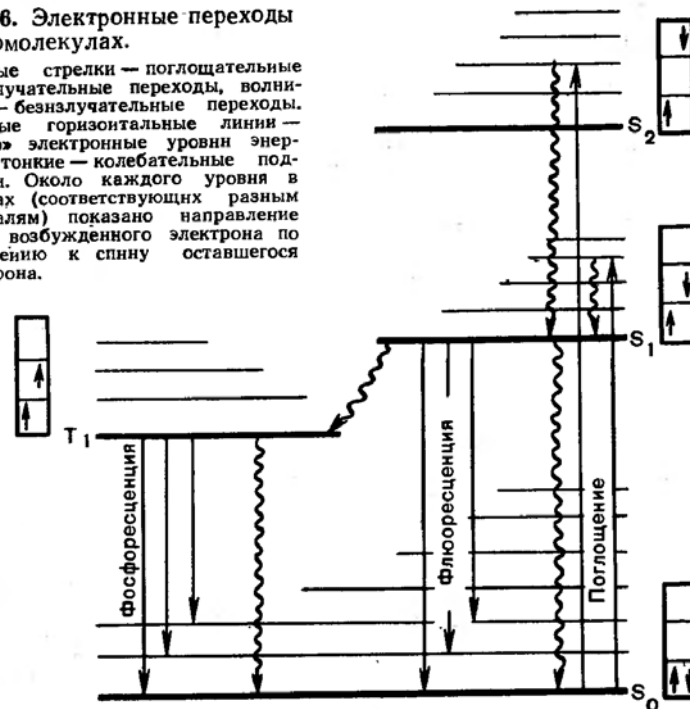 6. Электронные переходы
омолекулах.
ые стрелки — поглощательные
лучательные переходы, волни-
— безызлучательные переходы.
ые горизонтальные линии —
» электронные уровни энер-
тонкие — колебательные под-
и. Около каждого уровня в
ах (соответствующих разным
алям) показано направление
возбуждённого электрона по
ению к спину оставшегося
рона.
S2
S1
T1
Фосфоресценция
Флюоресценция
Поглощение
S0